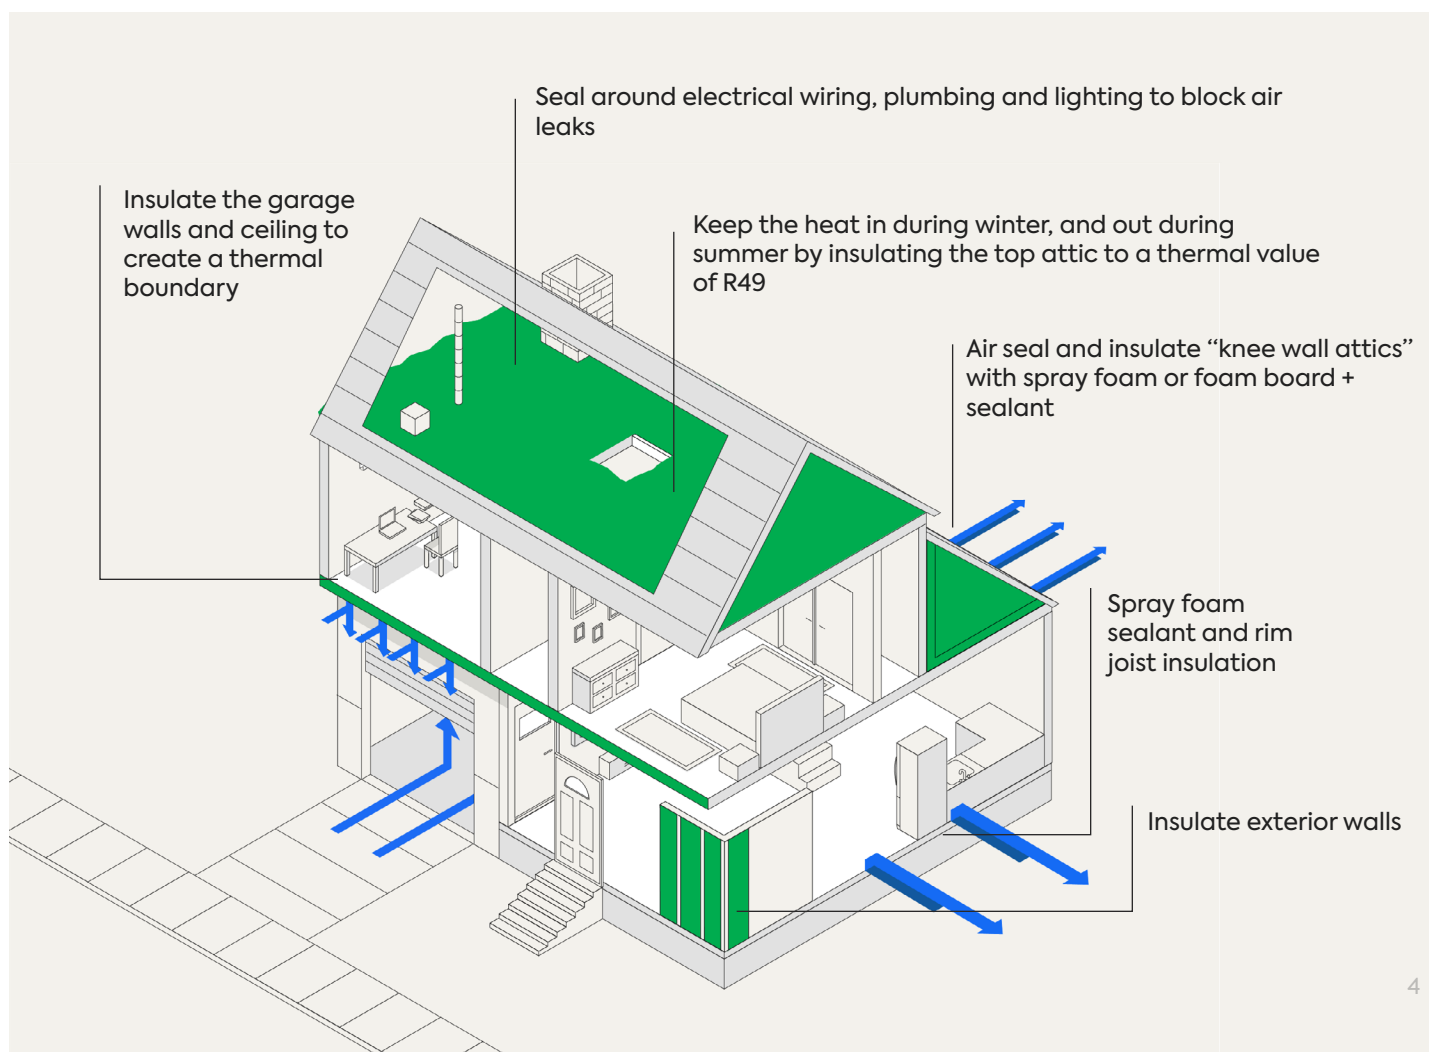 Seal around electrical wiring, plumbing and lighting to block air
leaks
Insulate the garage
walls and ceiling to
create a thermal
boundary
Keep the heat in during winter, and out during
summer by insulating the top attic to a thermal value
of R49
Air seal and insulate “knee wall attics”
with spray foam or foam board +
sealant
Spray foam
sealant and rim
joist insulation
Insulate exterior walls
4